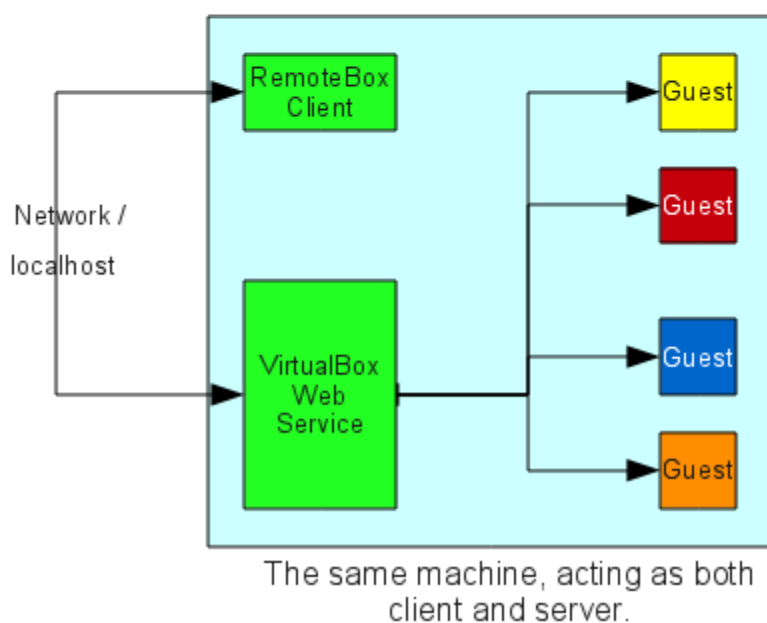 RemoteBox
Client
Guest
Guest
Network /
localhost
VirtualBox
Web
Service
Guest
Guest
The same machine, acting as both
client and server.